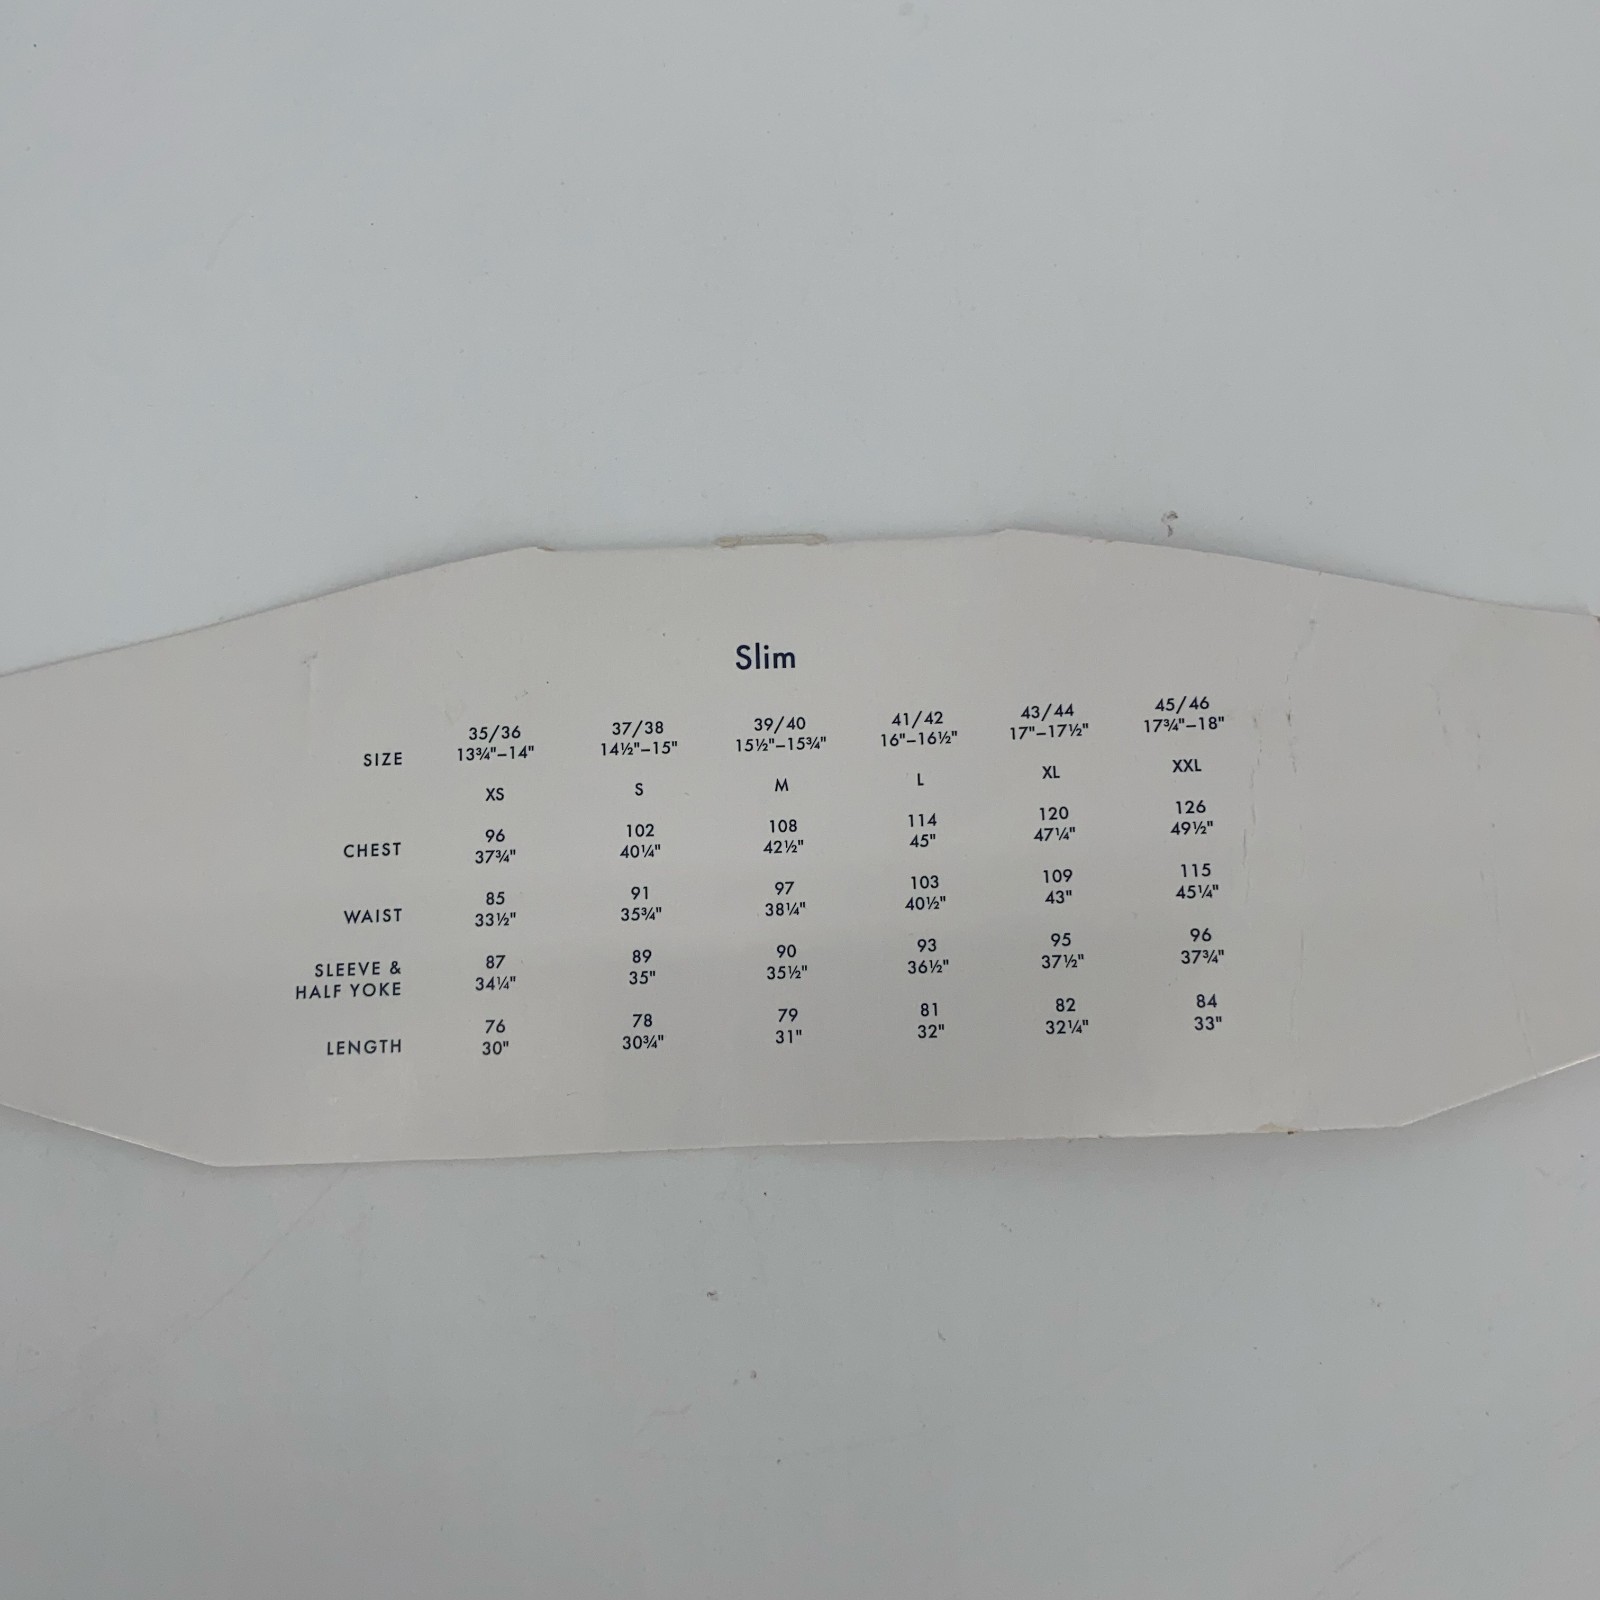 Slim
35/36 37/38 39/40 41/42 43/44 45/46
SIZE 13¾"–14" 14½"–15" 15½"–15¾" 16"–16½" 17"–17½" 17¾"–18"
XS S M L XL XXL
96 102 108 114 120 126
CHEST 37¾" 40¼" 42½" 45" 47¼" 49½"
85 91 97 103 109 115
WAIST 33½" 35¾" 38¼" 40½" 43" 45¼"
SLEEVE & 87 89 90 93 95 96
HALF YOKE 34¼" 35" 35½" 36½" 37½" 37¾"
76 78 79 81 82 84
LENGTH 30" 30¾" 31" 32" 32¼" 33"